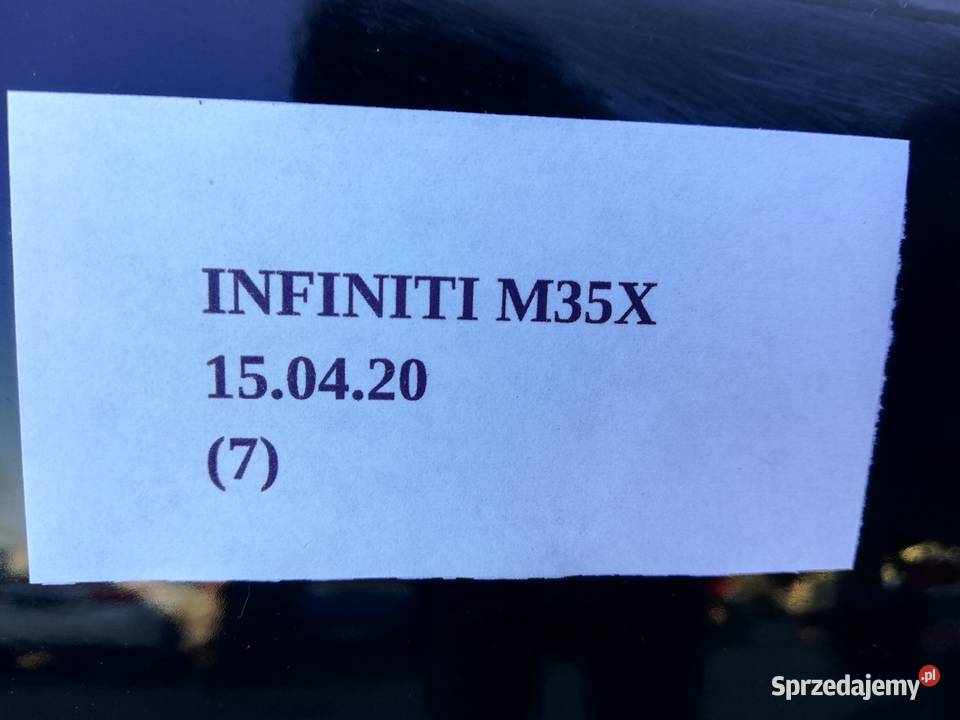 INFINITI M35X
15.04.20
(7)
Sprzedajemy.pl